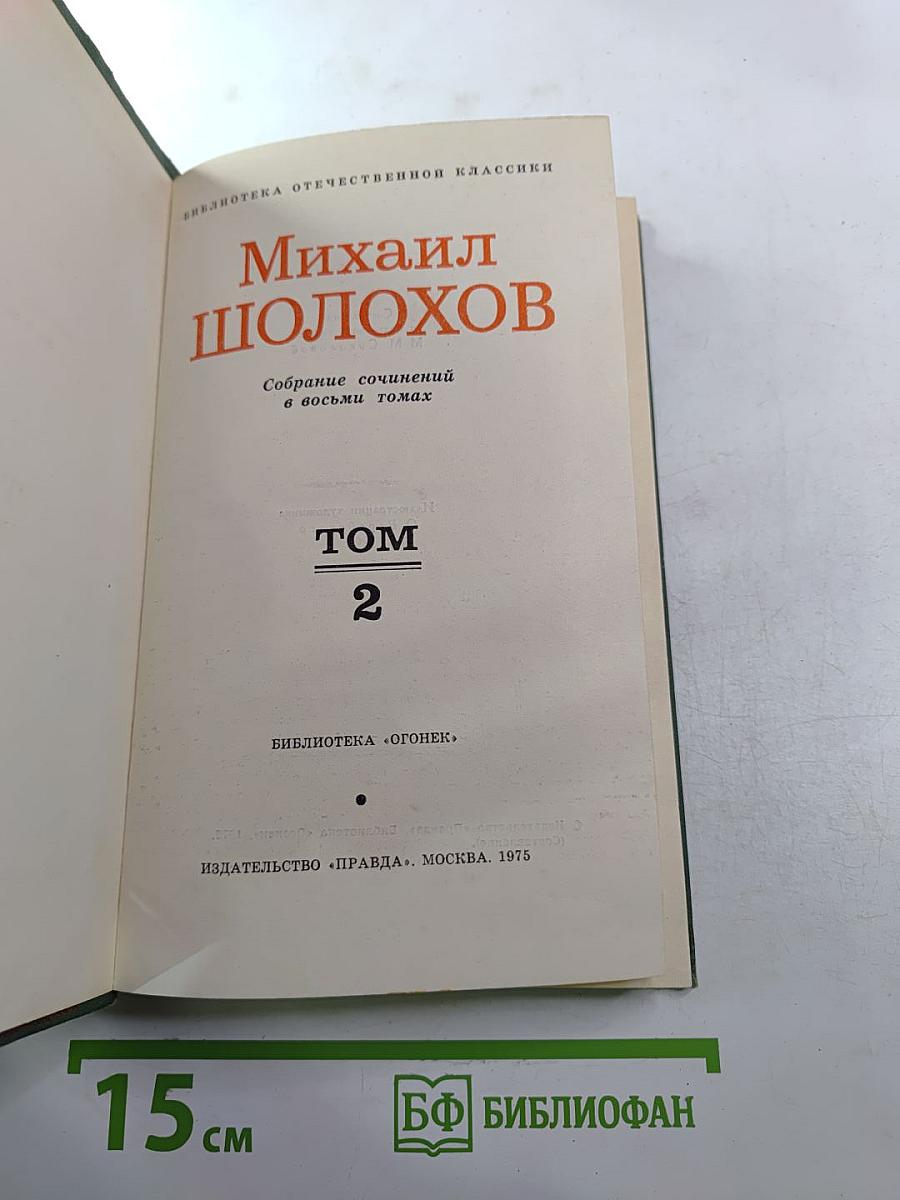 БИБЛИОТЕКА ОТЕЧЕСТВЕННОЙ КЛАССИКИ
Михаил
ШОЛОХОВ
Собрание сочинений
в восьми томах
ТОМ
2
БИБЛИОТЕКА «ОГОНЕК»
ИЗДАТЕЛЬСТВО «ПРАВДА». МОСКВА. 1975
15 см
БФ БИБЛИОФАН